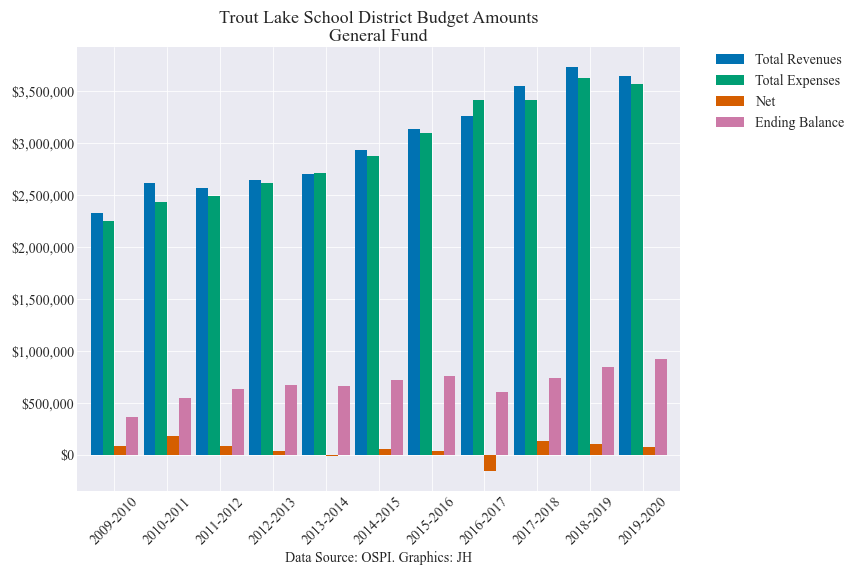 Trout Lake School District Budget Amounts
General Fund
Total Revenues
Total Expenses
Net
Ending Balance
$3,500,000
$3,000,000
$2,500,000
$2,000,000
$1,500,000
$1,000,000
$500,000
$0
2009-2010
2010-2011
2011-2012
2012-2013
2013-2014
2014-2015
2015-2016
2016-2017
2017-2018
2018-2019
2019-2020
Data Source: OSPI. Graphics: JH